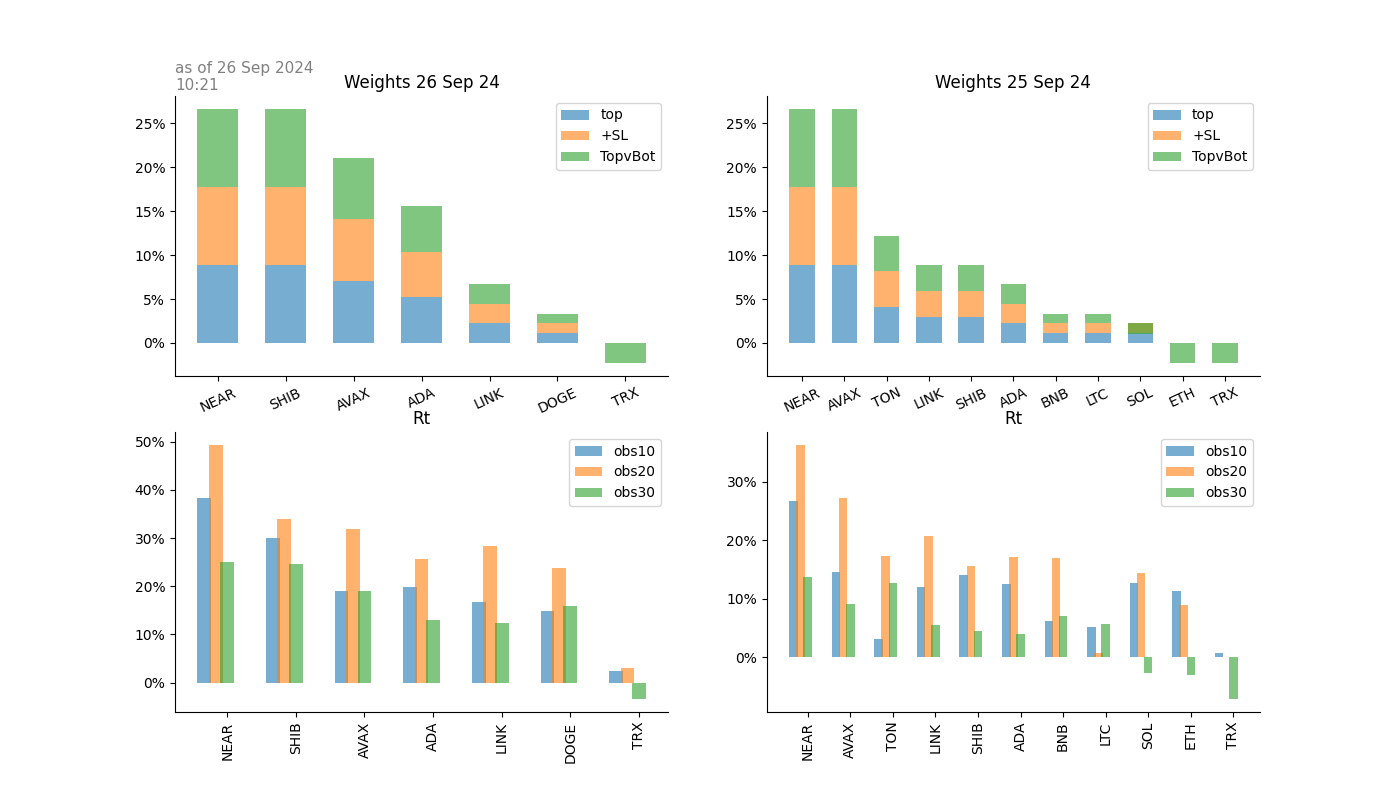 as of 26 Sep 2024
10:21
Weights 26 Sep 24
25%
20%
15%
10%
5%
0%
top
+SL
TopvBot
NEAR SHIB AVAX ADA LINK DOGE TRX
Weights 25 Sep 24
25%
20%
15%
10%
5%
0%
top
+SL
TopvBot
NEAR AVAX TON LINK SHIB ADA BNB LTC SOL ETH TRX
Rt
50%
40%
30%
20%
10%
0%
obs10
obs20
obs30
NEAR SHIB AVAX ADA LINK DOGE TRX
Rt
30%
20%
10%
0%
obs10
obs20
obs30
NEAR AVAX TON LINK SHIB ADA BNB LTC SOL ETH TRX